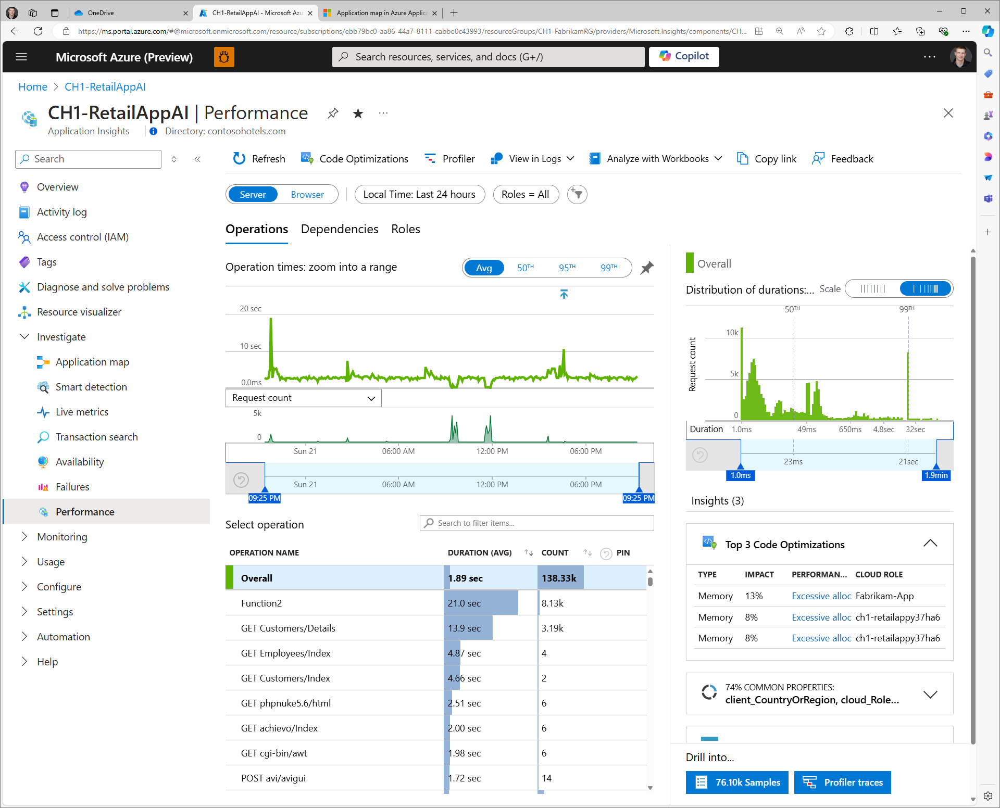 OneDrive
CH1-RetailAppAI - Microsoft Azu
Application map in Azure Applic
https://ms.portal.azure.com/#@microsoft.onmicrosoft.com/resource/subscriptions/ebb79bc0-aa86-44a7-8111-cabbe0c43993/resourceGroups/CH1-FabrikamRG/providers/Microsoft.Insights/components/CH...
Microsoft Azure (Preview)
Search resources, services, and docs (G+/)
Copilot
Home > CH1-RetailAppAI
CH1-RetailAppAI | Performance
Application Insights
Directory: contosohotels.com
Search
Refresh
Code Optimizations
Profiler
View in Logs
Analyze with Workbooks
Copy link
Feedback
Overview
Activity log
Access control (IAM)
Tags
Diagnose and solve problems
Resource visualizer
Investigate
Application map
Smart detection
Live metrics
Transaction search
Availability
Failures
Performance
Monitoring
Usage
Configure
Settings
Automation
Help
Server
Browser
Local Time: Last 24 hours
Roles = All
Operations
Dependencies
Roles
Operation times: zoom into a range
Avg
50TH
95TH
99TH
20 sec
10 sec
0.0ms
Request count
5k
0
Sun 21
06:00 AM
12:00 PM
06:00 PM
Sun 21
06:00 AM
12:00 PM
06:00 PM
09:25 PM
09:25 PM
Select operation
Search to filter items...
OPERATION NAME DURATION (AVG) COUNT PIN
Overall 1.89 sec 138.33k
Function2 21.0 sec 8.13k
GET Customers/Details 13.9 sec 3.19k
GET Employees/Index 4.87 sec 4
GET Customers/Index 4.66 sec 2
GET phpnuke5.6/html 2.51 sec 6
GET achievo/Index 2.00 sec 6
GET cgi-bin/awt 1.98 sec 6
POST avi/avigui 1.72 sec 14
Overall
Distribution of durations:...
Scale
50TH
99TH
Request count
10k
5k
0
Duration
1.0ms
49ms
650ms
4.8sec
32sec
23ms
21sec
1.0ms
1.9min
Insights (3)
Top 3 Code Optimizations
TYPE IMPACT PERFORMAN... CLOUD ROLE
Memory 13% Excessive alloc Fabrikam-App
Memory 8% Excessive alloc ch1-retailappy37ha6
Memory 8% Excessive alloc ch1-retailappy37ha6
74% COMMON PROPERTIES:
client_CountryOrRegion, cloud_Role...
Drill into...
76.10k Samples
Profiler traces